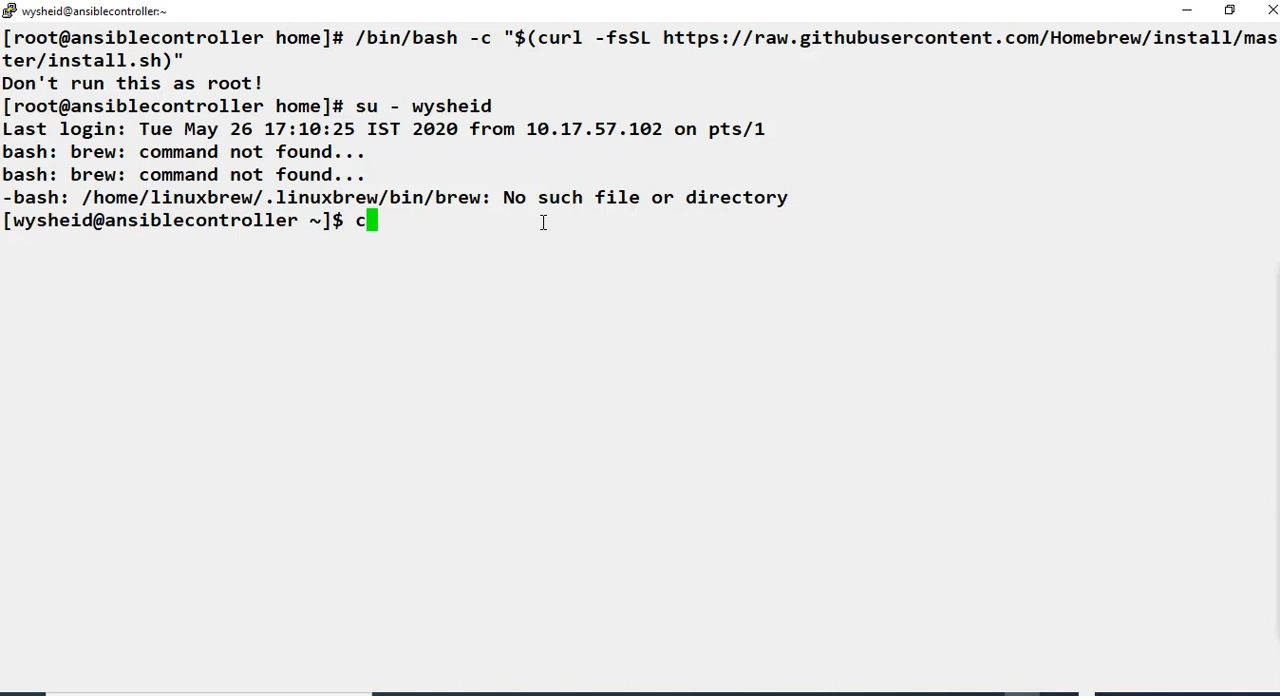 wysheid@ansiblecontroller:~
[root@ansiblecontroller home]# /bin/bash -c "$(curl -fsSL https://raw.githubusercontent.com/Homebrew/install/mas
ter/install.sh)"
Don't run this as root!
[root@ansiblecontroller home]# su - wysheid
Last login: Tue May 26 17:10:25 IST 2020 from 10.17.57.102 on pts/1
bash: brew: command not found...
bash: brew: command not found...
-bash: /home/linuxbrew/.linuxbrew/bin/brew: No such file or directory
[wysheid@ansiblecontroller ~]$ c